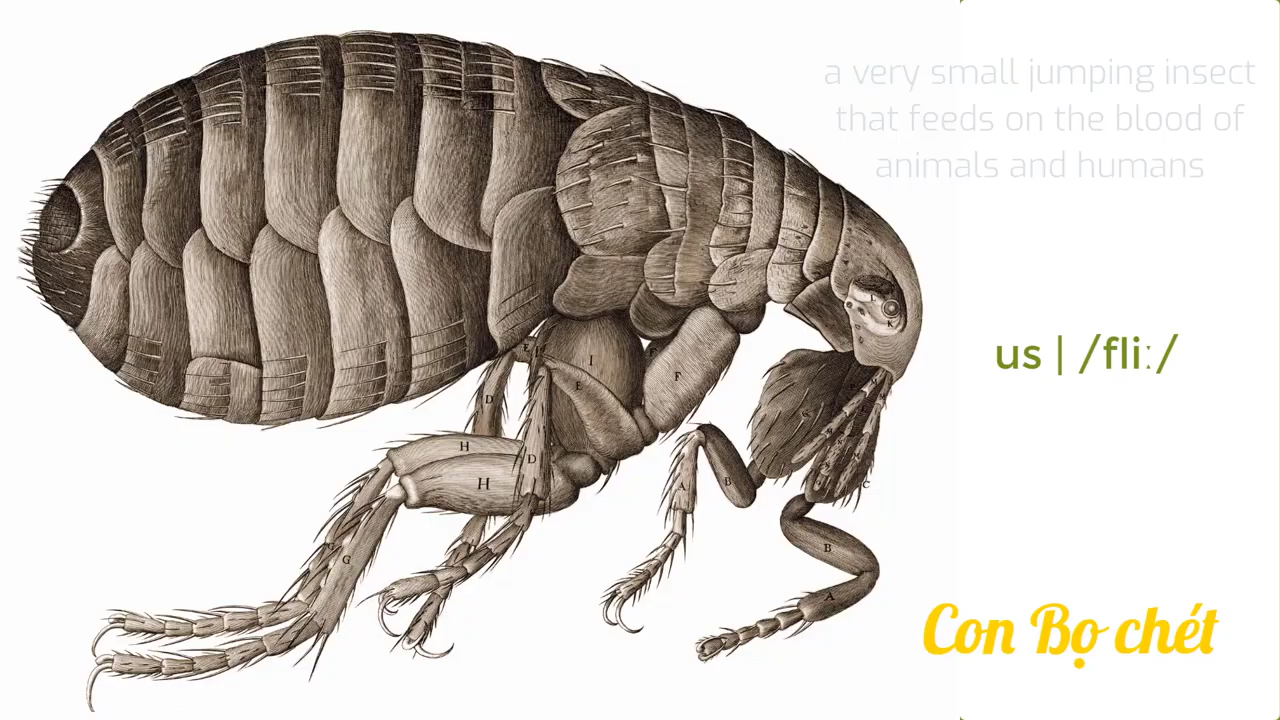 a very small jumping insect
that feeds on the blood of
animals and humans
us | /fliː/
Con Bọ chét
I
K
E
I
F
E
D
H
D
H
G
A
B
C
B
A